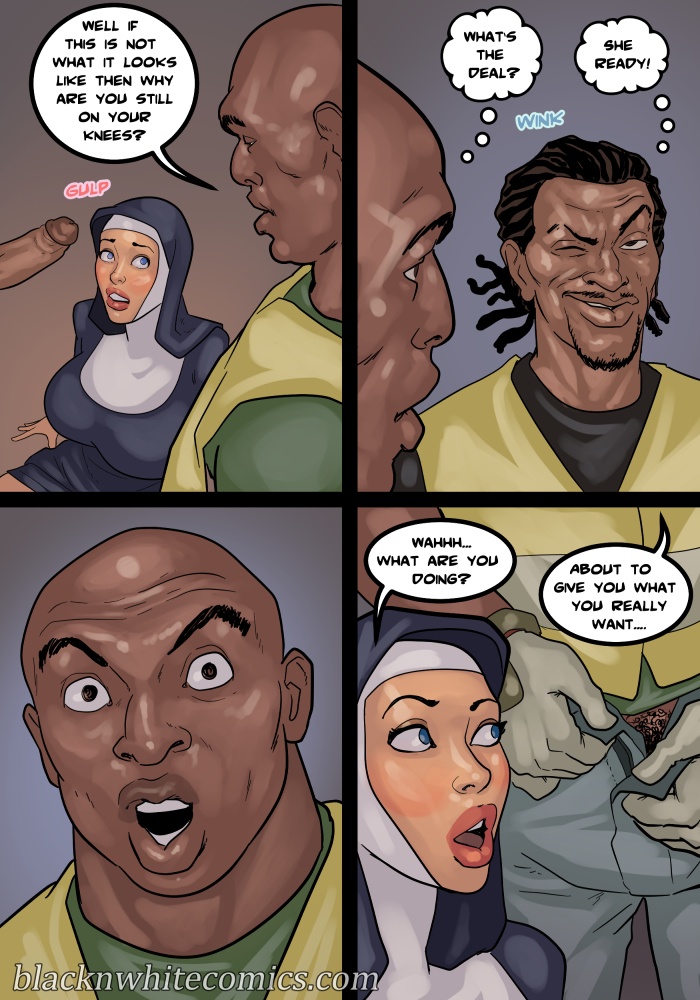 WELL IF
THIS IS NOT
WHAT IT LOOKS
LIKE THEN WHY
ARE YOU STILL
ON YOUR
KNEES?
GULP
WHAT'S
THE
DEAL?
WINK
SHE
READY!
WAHHH...
WHAT ARE YOU
DOING?
ABOUT TO
GIVE YOU WHAT
YOU REALLY
WANT....
blacknwhitecomics.com